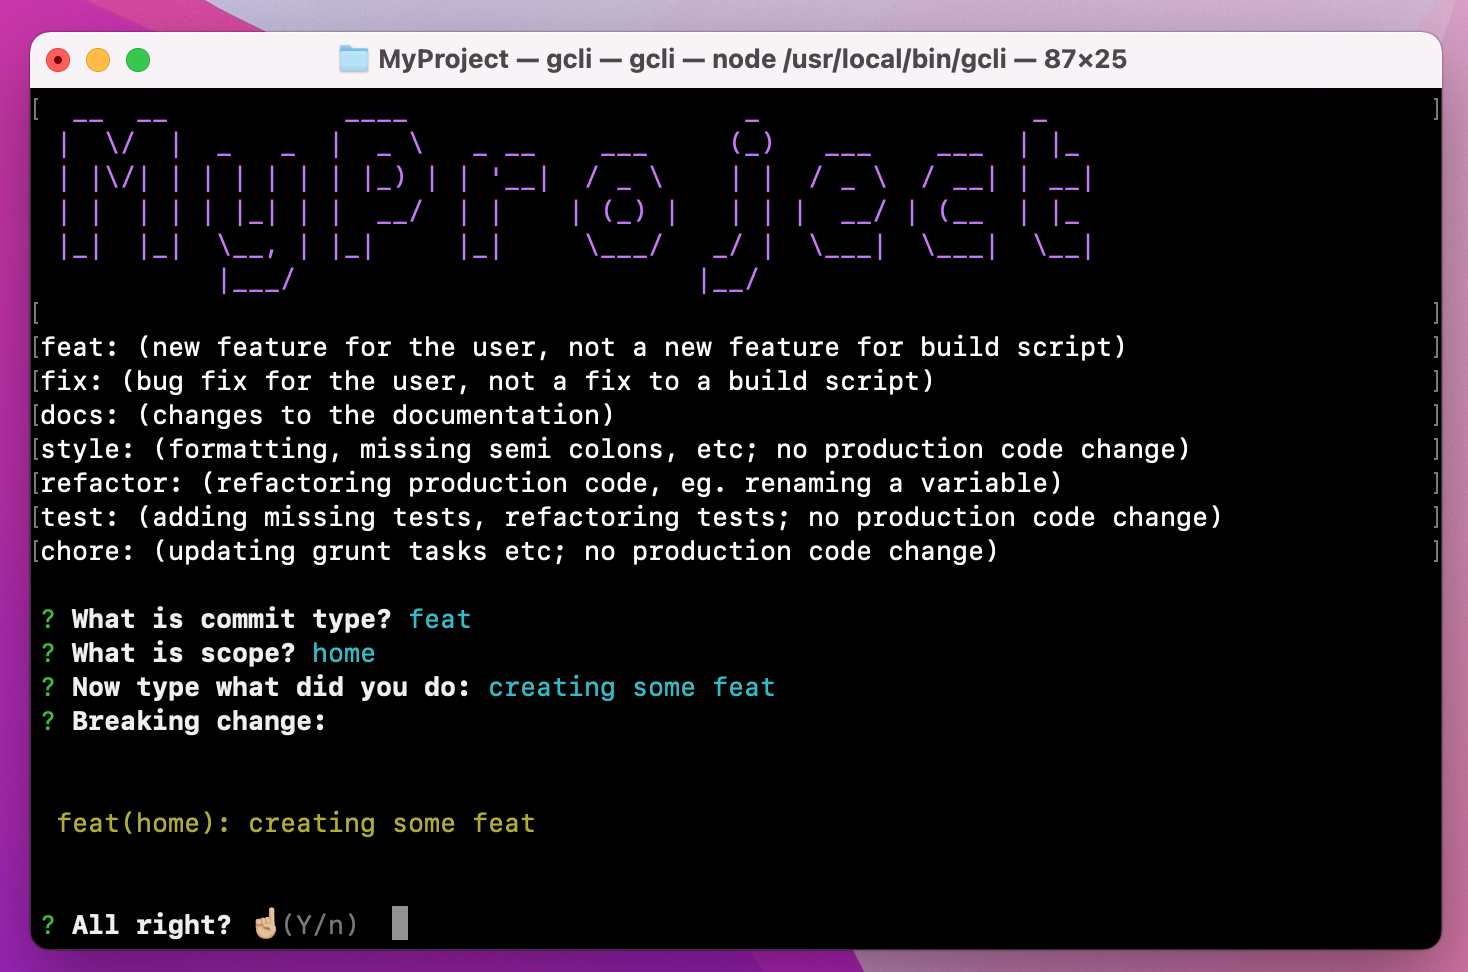 MyProject — gcli — gcli — node /usr/local/bin/gcli — 87×25
MyProject
feat: (new feature for the user, not a new feature for build script)
fix: (bug fix for the user, not a fix to a build script)
docs: (changes to the documentation)
style: (formatting, missing semi colons, etc; no production code change)
refactor: (refactoring production code, eg. renaming a variable)
test: (adding missing tests, refactoring tests; no production code change)
chore: (updating grunt tasks etc; no production code change)
? What is commit type? feat
? What is scope? home
? Now type what did you do: creating some feat
? Breaking change:
feat(home): creating some feat
? All right? ☝🏼(Y/n)